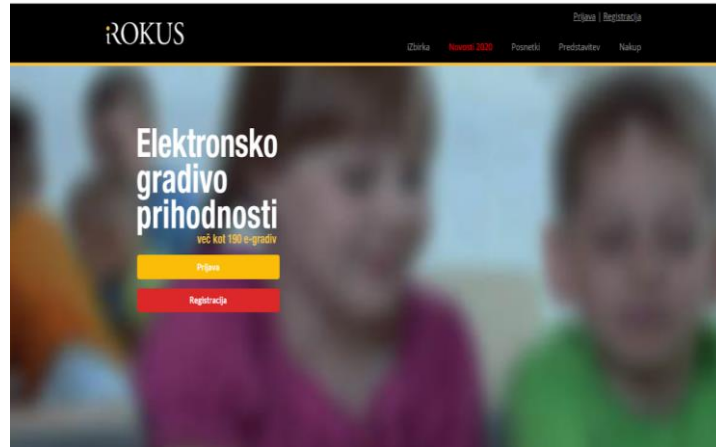 Prijava | Registracija
iROKUS
iZbirka Novosti 2020 Posnetki Predstavitev Nakup
Elektronsko
gradivo
prihodnosti
več kot 190 e-gradiv
Prijava
Registracija